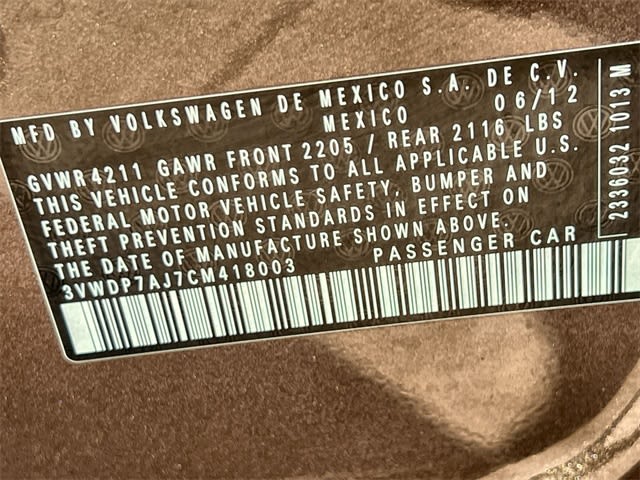 MFD BY VOLKSWAGEN DE MEXICO S.A. DE C.V.
MEXICO 06/12
GVWR4211 GAWR FRONT 2205 / REAR 2116 LBS
THIS VEHICLE CONFORMS TO ALL APPLICABLE U.S.
FEDERAL MOTOR VEHICLE SAFETY, BUMPER AND
THEFT PREVENTION STANDARDS IN EFFECT ON
THE DATE OF MANUFACTURE SHOWN ABOVE.
3VWDP7AJ7CM418003 PASSENGER CAR
2336032 1013 M